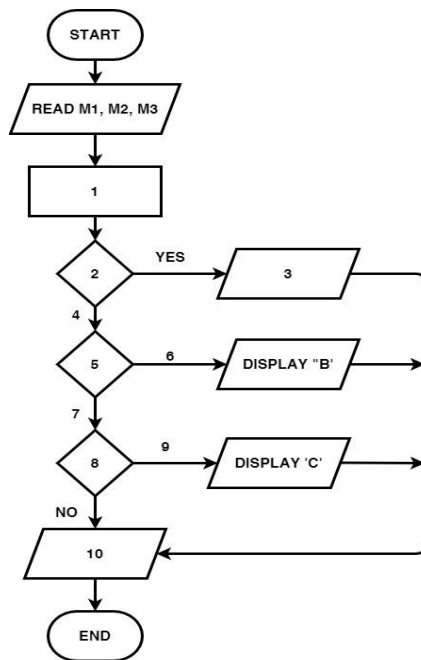 START
READ M1, M2, M3
1
2
YES
3
4
5
6
DISPLAY "B'
7
8
9
DISPLAY 'C'
NO
10
END